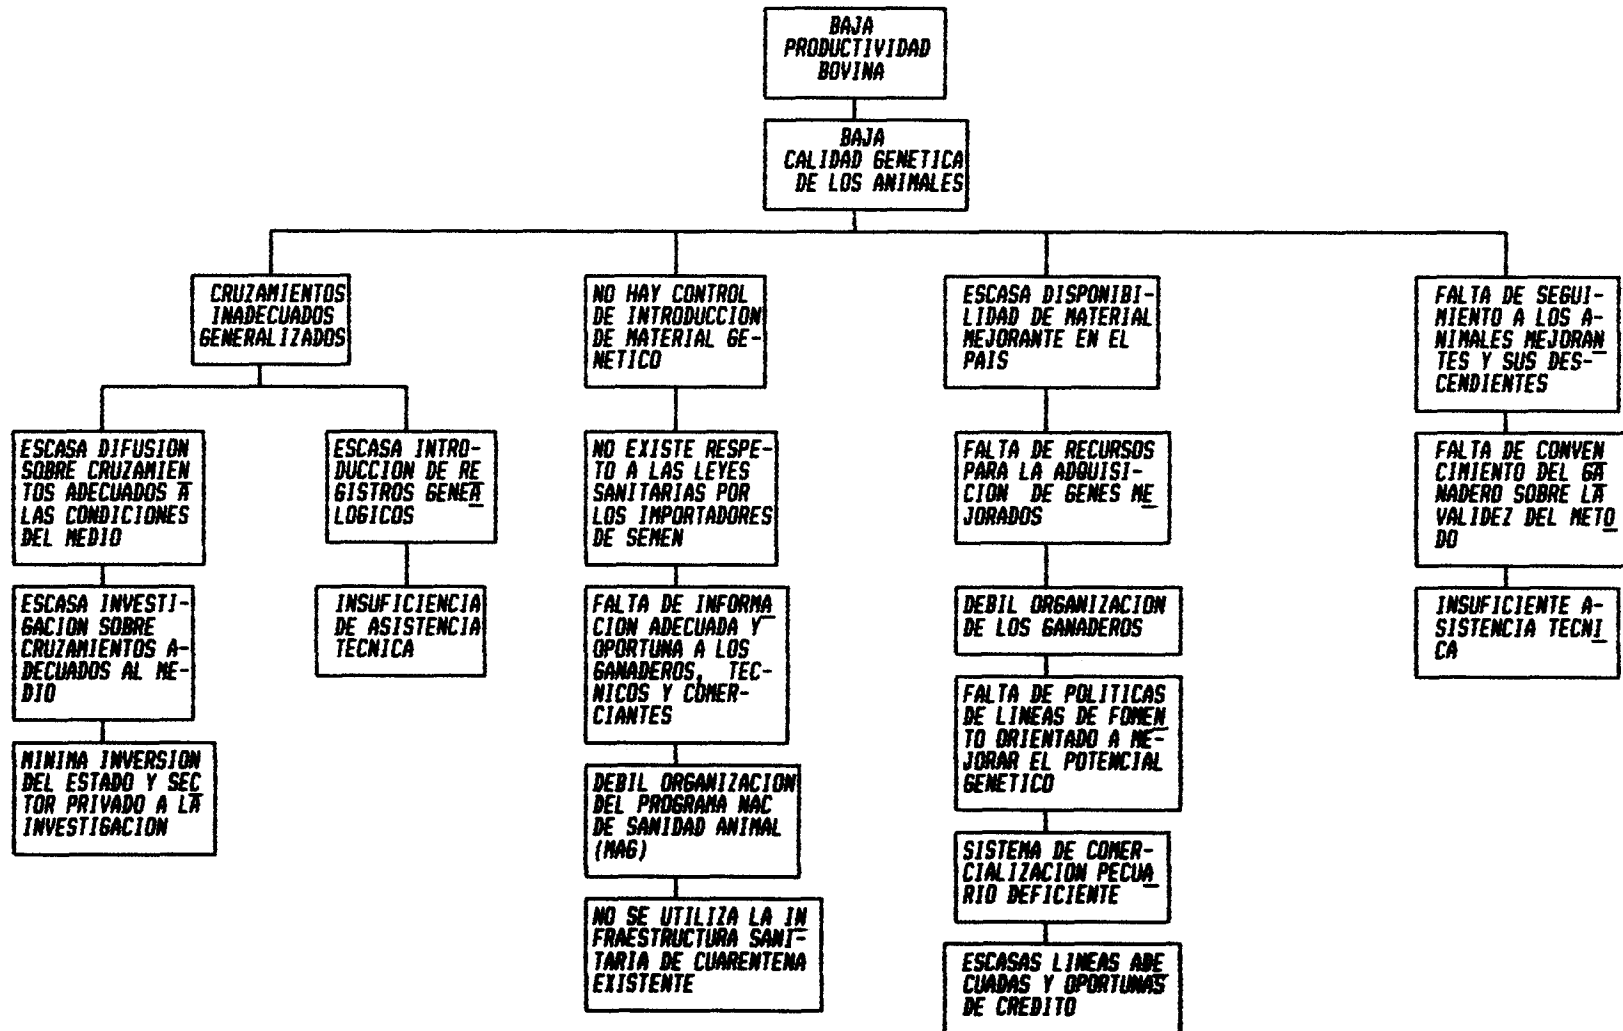 BAJA
PRODUCTIVIDAD
BOVINA
BAJA
CALIDAD GENETICA
DE LOS ANIMALES
CRUZAMIENTOS
INADECUADOS
GENERALIZADOS
NO HAY CONTROL
DE INTRODUCCION
DE MATERIAL GE-
NETICO
ESCASA DISPONIBI-
LIDAD DE MATERIAL
MEJORANTE EN EL
PAIS
FALTA DE SEGUI-
MIENTO A LOS A-
NIMALES MEJORAN
TES Y SUS DES-
CENDIENTES
ESCASA DIFUSION
SOBRE CRUZAMIEN
TOS ADECUADOS A
LAS CONDICIONES
DEL MEDIO
ESCASA INTRO-
DUCCION DE RE
GISTROS GENEA
LOGICOS
NO EXISTE RESPE-
TO A LAS LEYES
SANITARIAS POR
LOS IMPORTADORES
DE SEMEN
FALTA DE RECURSOS
PARA LA ADQUISI-
CION DE GENES ME
JORADOS
FALTA DE CONVEN
CIMIENTO DEL GA
NADERO SOBRE LA
VALIDEZ DEL METO
DO
ESCASA INVESTI-
GACION SOBRE
CRUZAMIENTOS A-
DECUADOS AL ME-
DIO
INSUFICIENCIA
DE ASISTENCIA
TECNICA
FALTA DE INFORMA
CION ADECUADA Y
OPORTUNA A LOS
GANADEROS, TEC-
NICOS Y COMER-
CIANTES
DEBIL ORGANIZACION
DE LOS GANADEROS
INSUFICIENTE A-
SISTENCIA TECNI
CA
FALTA DE POLITICAS
DE LINEAS DE FOMEN
TO ORIENTADO A ME-
JORAR EL POTENCIAL
GENETICO
MINIMA INVERSION
DEL ESTADO Y SEC
TOR PRIVADO A LA
INVESTIGACION
DEBIL ORGANIZACION
DEL PROGRAMA NAC
DE SANIDAD ANIMAL
(MAG)
SISTEMA DE COMER-
CIALIZACION PECUA
RIO DEFICIENTE
NO SE UTILIZA LA IN
FRAESTRUCTURA SANI-
TARIA DE CUARENTENA
EXISTENTE
ESCASAS LINEAS ADE
CUADAS Y OPORTUNAS
DE CREDITO